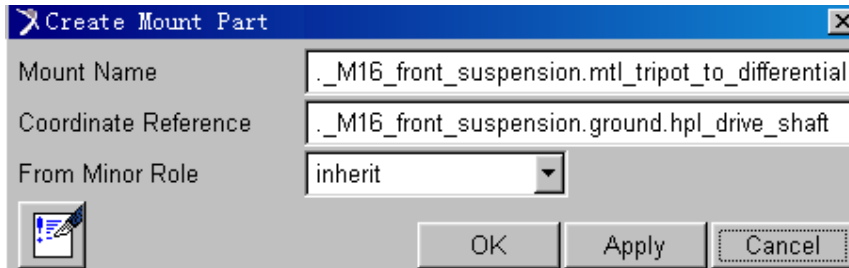 Create Mount Part
Mount Name ._M16_front_suspension.mtl_tripot_to_differential
Coordinate Reference ._M16_front_suspension.ground.hpl_drive_shaft
From Minor Role inherit
OK Apply Cancel